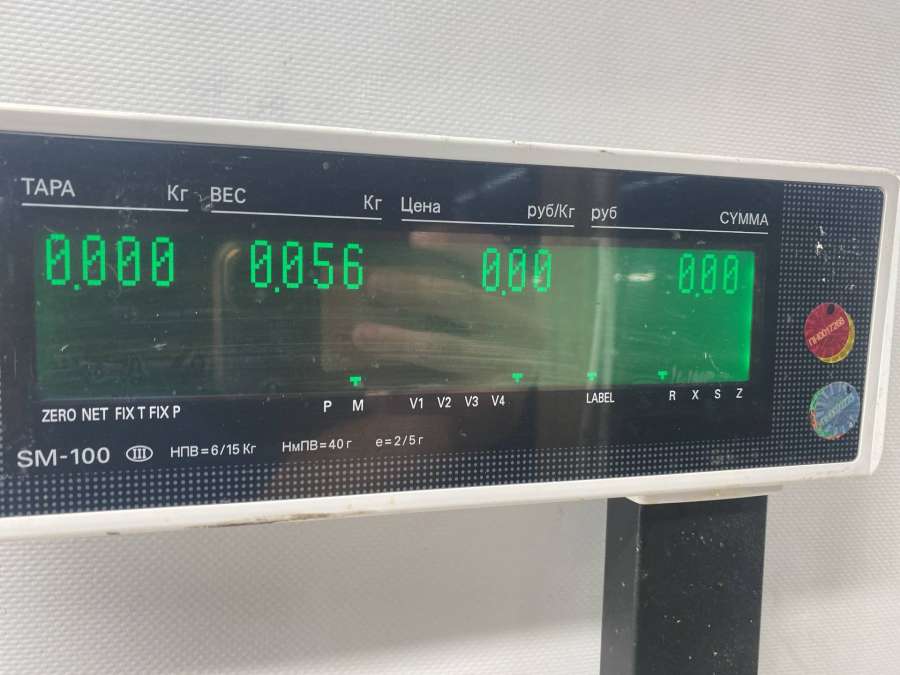 ТАРА Кг ВЕС Кг Цена руб/Кг руб СУММА
0.000 0.056 0.00 0.00
ZERO NET FIX T FIX P P M V1 V2 V3 V4 LABEL R X S Z
SM-100 III НПВ=6/15 Кг НмПВ=40 г e=2/5 г